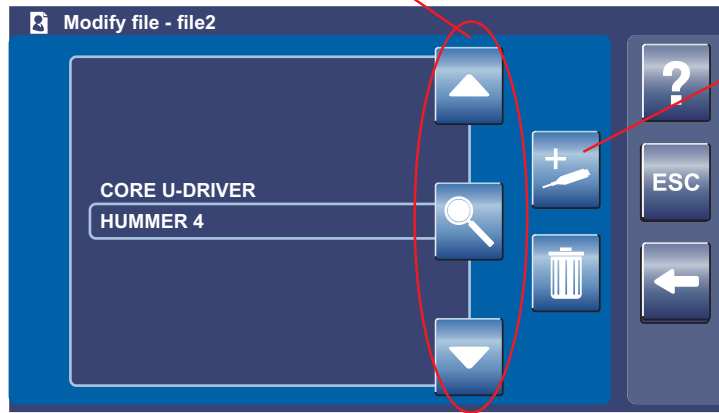 Modify file - file2
?
CORE U-DRIVER
ESC
HUMMER 4